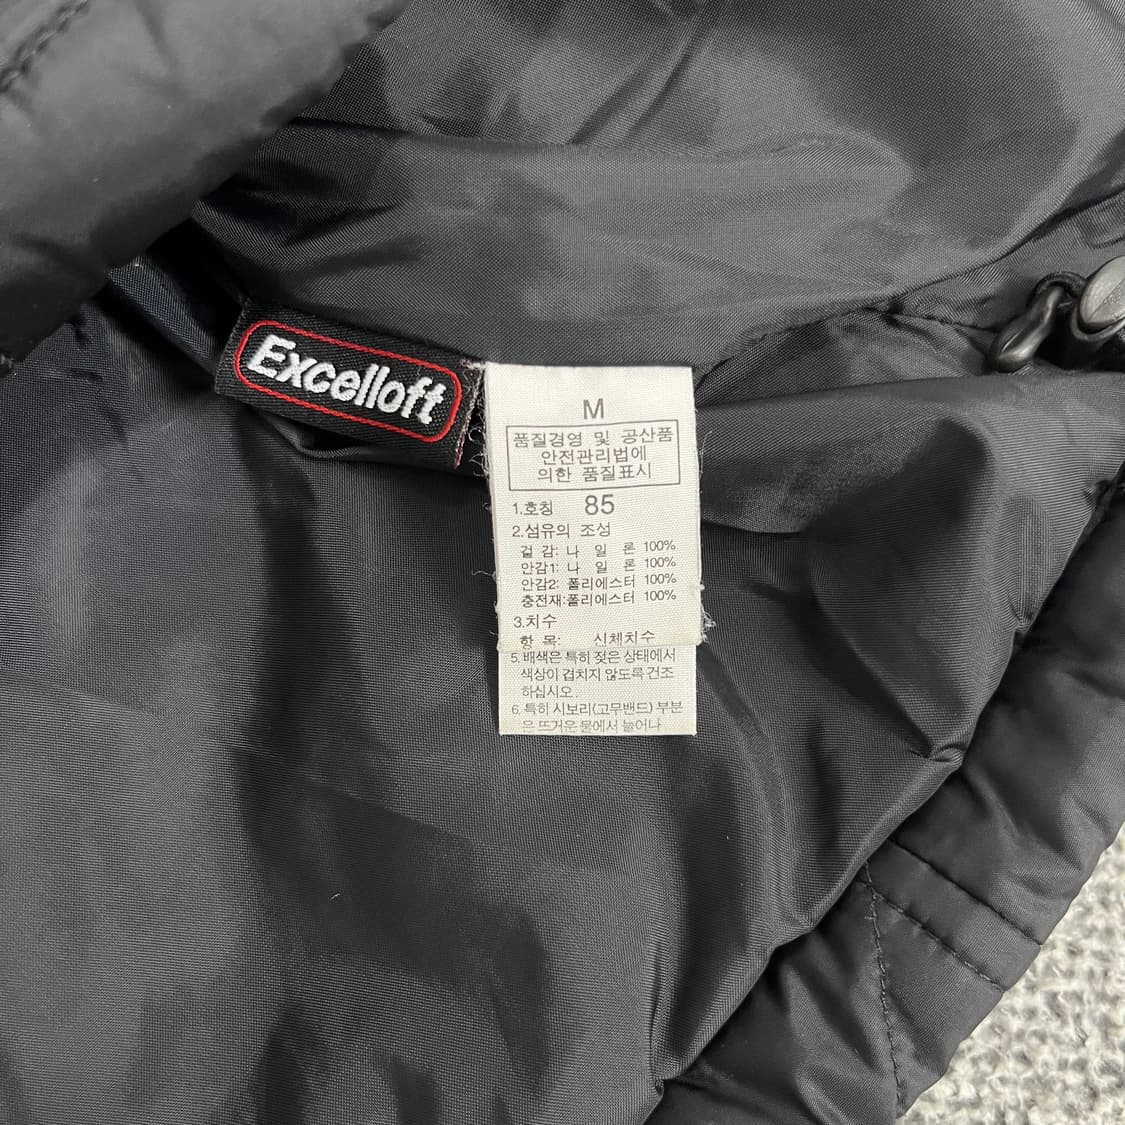 Excelloft
M
품질경영 및 공산품
안전관리법에
의한 품질표시
1.호칭 85
2.섬유의 조성
겉 감: 나 일 론 100%
안감1: 나 일 론 100%
안감2: 폴리에스터 100%
충전재:폴리에스터 100%
3.치수
항 목: 신체치수
5. 배색은 특히 젖은 상태에서
색상이 겹치지 않도록 건조
하십시오.
6. 특히 시보리(고무밴드) 부분
은 뜨거운 물에서 늘어나